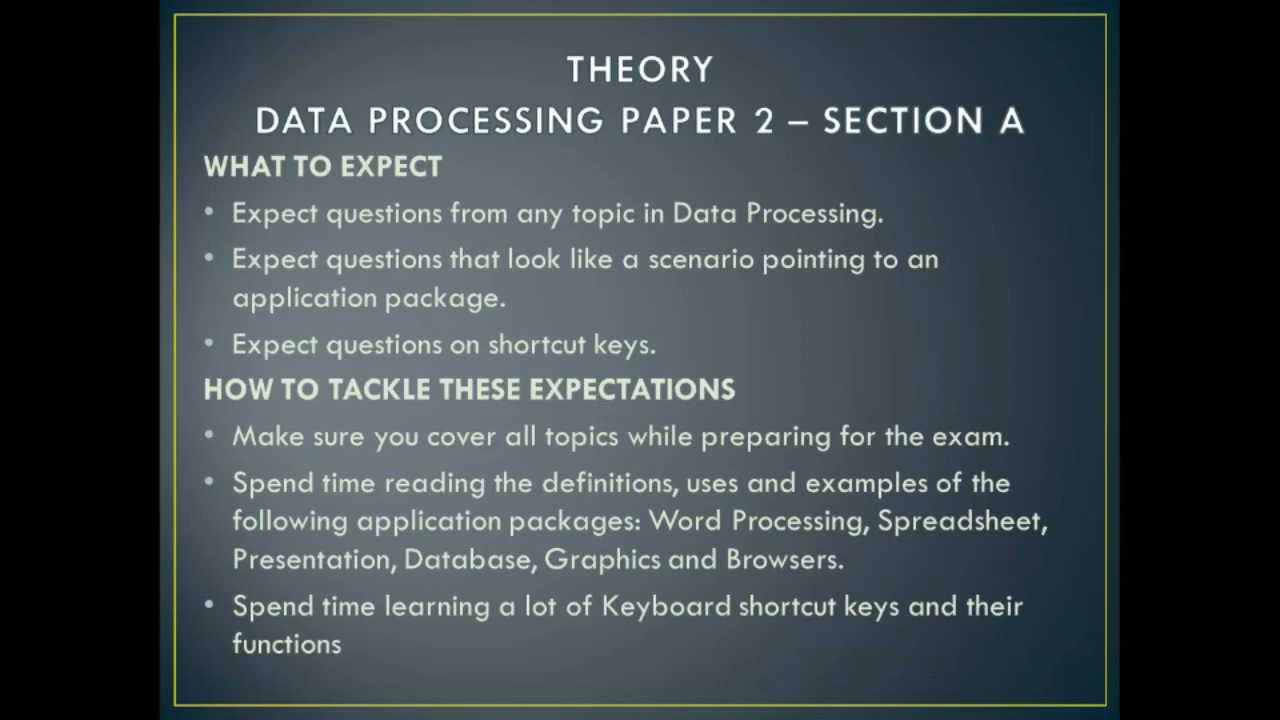 THEORY
DATA PROCESSING PAPER 2 – SECTION A
WHAT TO EXPECT
• Expect questions from any topic in Data Processing.
• Expect questions that look like a scenario pointing to an
application package.
• Expect questions on shortcut keys.
HOW TO TACKLE THESE EXPECTATIONS
• Make sure you cover all topics while preparing for the exam.
• Spend time reading the definitions, uses and examples of the
following application packages: Word Processing, Spreadsheet,
Presentation, Database, Graphics and Browsers.
• Spend time learning a lot of Keyboard shortcut keys and their
functions